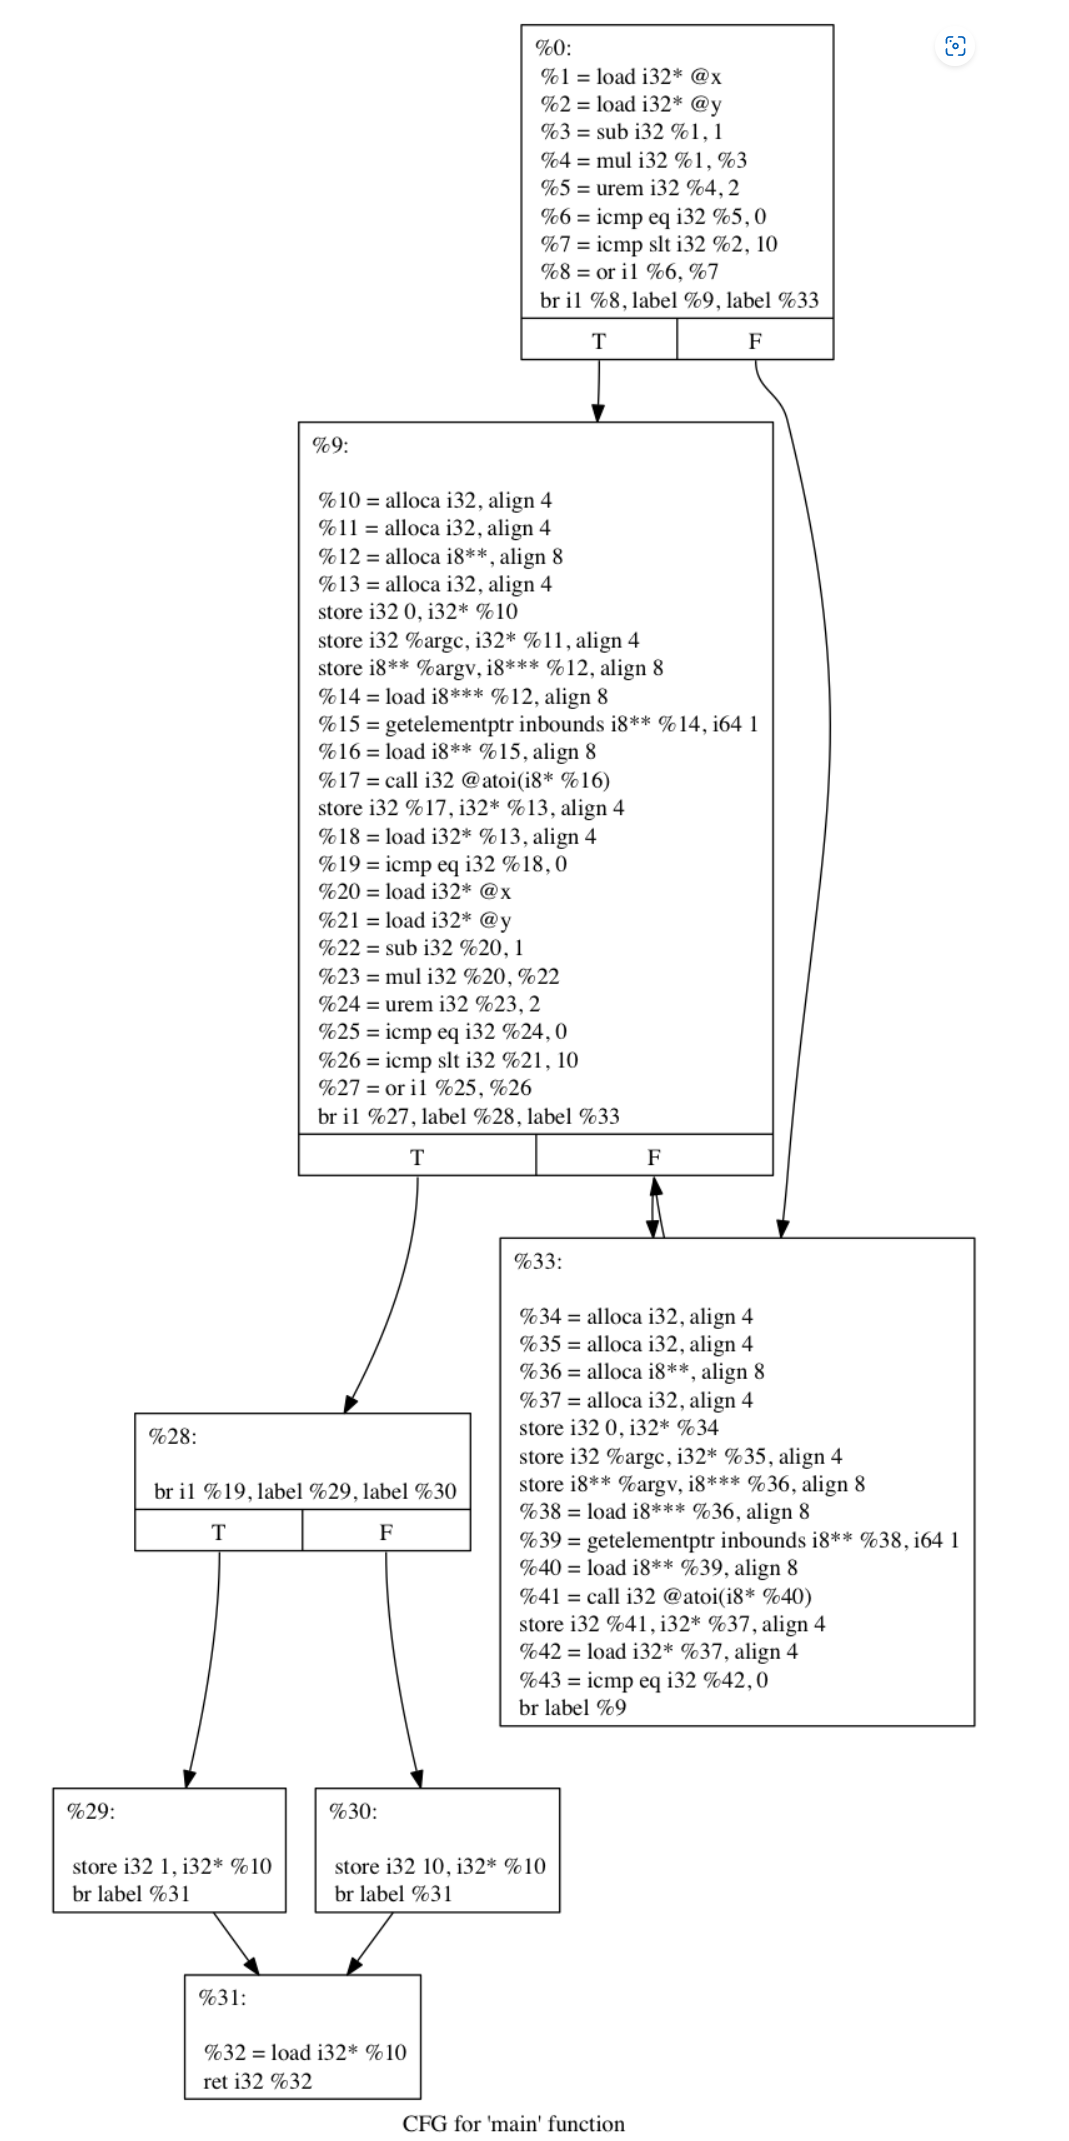 %0:
%1 = load i32* @x
%2 = load i32* @y
%3 = sub i32 %1, 1
%4 = mul i32 %1, %3
%5 = urem i32 %4, 2
%6 = icmp eq i32 %5, 0
%7 = icmp slt i32 %2, 10
%8 = or i1 %6, %7
br i1 %8, label %9, label %33
T
F
%9:
%10 = alloca i32, align 4
%11 = alloca i32, align 4
%12 = alloca i8**, align 8
%13 = alloca i32, align 4
store i32 0, i32* %10
store i32 %argc, i32* %11, align 4
store i8** %argv, i8*** %12, align 8
%14 = load i8*** %12, align 8
%15 = getelementptr inbounds i8** %14, i64 1
%16 = load i8** %15, align 8
%17 = call i32 @atoi(i8* %16)
store i32 %17, i32* %13, align 4
%18 = load i32* %13, align 4
%19 = icmp eq i32 %18, 0
%20 = load i32* @x
%21 = load i32* @y
%22 = sub i32 %20, 1
%23 = mul i32 %20, %22
%24 = urem i32 %23, 2
%25 = icmp eq i32 %24, 0
%26 = icmp slt i32 %21, 10
%27 = or i1 %25, %26
br i1 %27, label %28, label %33
T
F
%33:
%34 = alloca i32, align 4
%35 = alloca i32, align 4
%36 = alloca i8**, align 8
%37 = alloca i32, align 4
store i32 0, i32* %34
store i32 %argc, i32* %35, align 4
store i8** %argv, i8*** %36, align 8
%38 = load i8*** %36, align 8
%39 = getelementptr inbounds i8** %38, i64 1
%40 = load i8** %39, align 8
%41 = call i32 @atoi(i8* %40)
store i32 %41, i32* %37, align 4
%42 = load i32* %37, align 4
%43 = icmp eq i32 %42, 0
br label %9
%28:
br i1 %19, label %29, label %30
T
F
%29:
store i32 1, i32* %10
br label %31
%30:
store i32 10, i32* %10
br label %31
%31:
%32 = load i32* %10
ret i32 %32
CFG for 'main' function